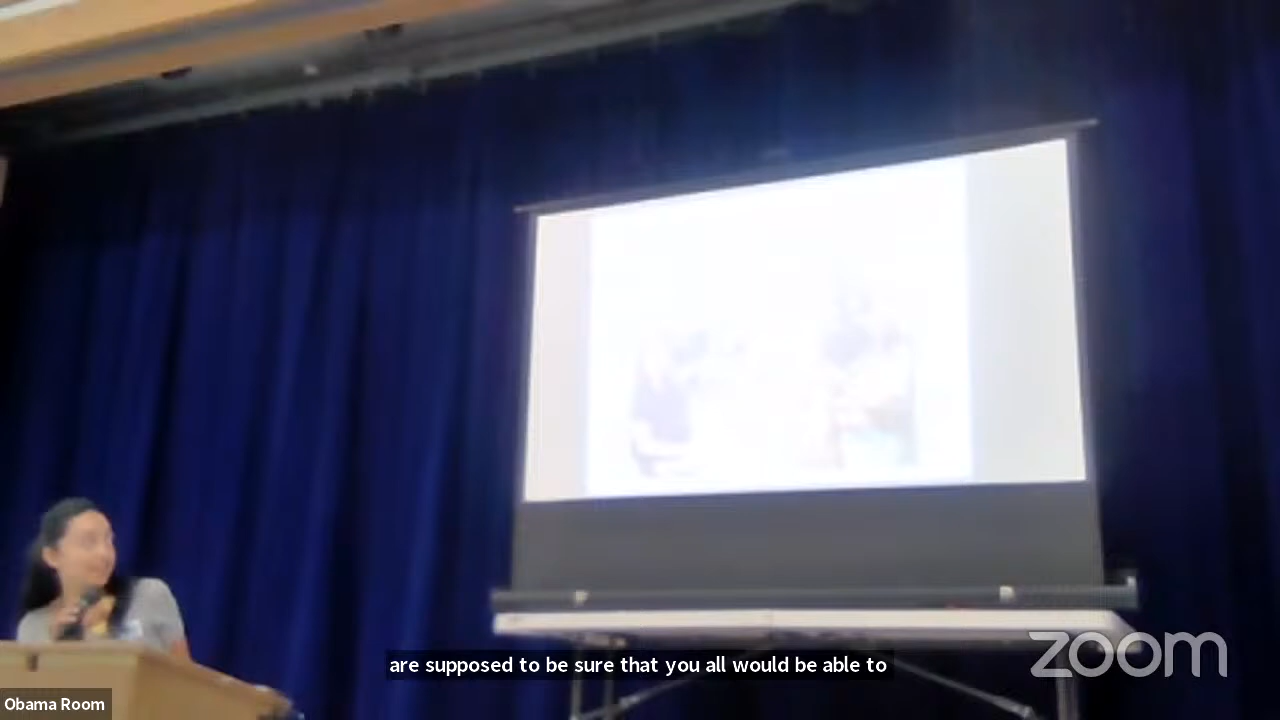 are supposed to be sure that you all would be able to
zoom
Obama Room